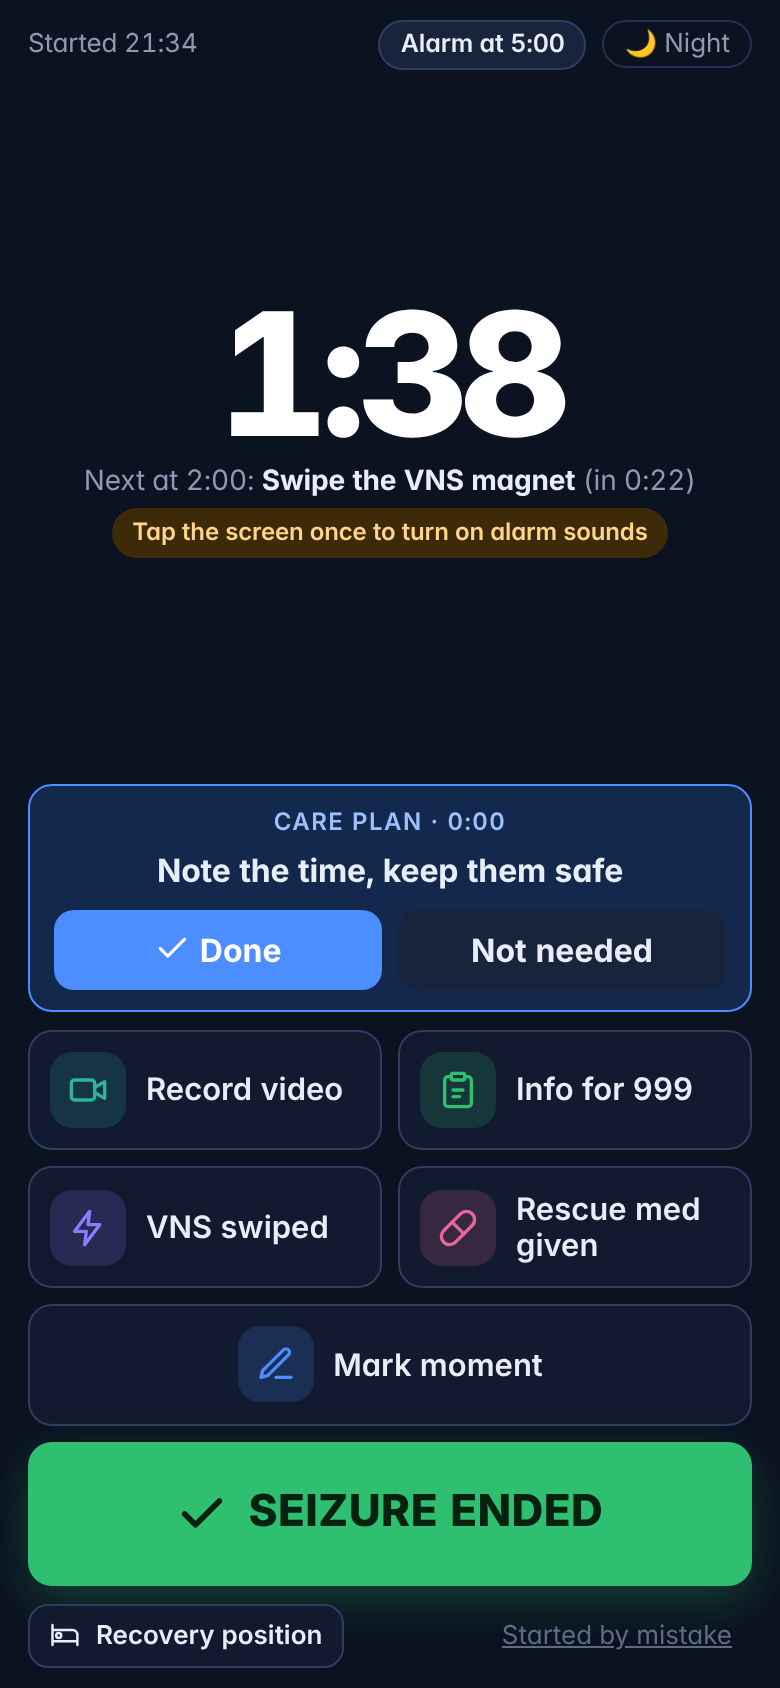 Started 21:34
Alarm at 5:00
🌙 Night
1:38
Next at 2:00: Swipe the VNS magnet (in 0:22)
Tap the screen once to turn on alarm sounds
CARE PLAN · 0:00
Note the time, keep them safe
✓ Done
Not needed
Record video
Info for 999
VNS swiped
Rescue med
given
Mark moment
✓ SEIZURE ENDED
Recovery position
Started by mistake